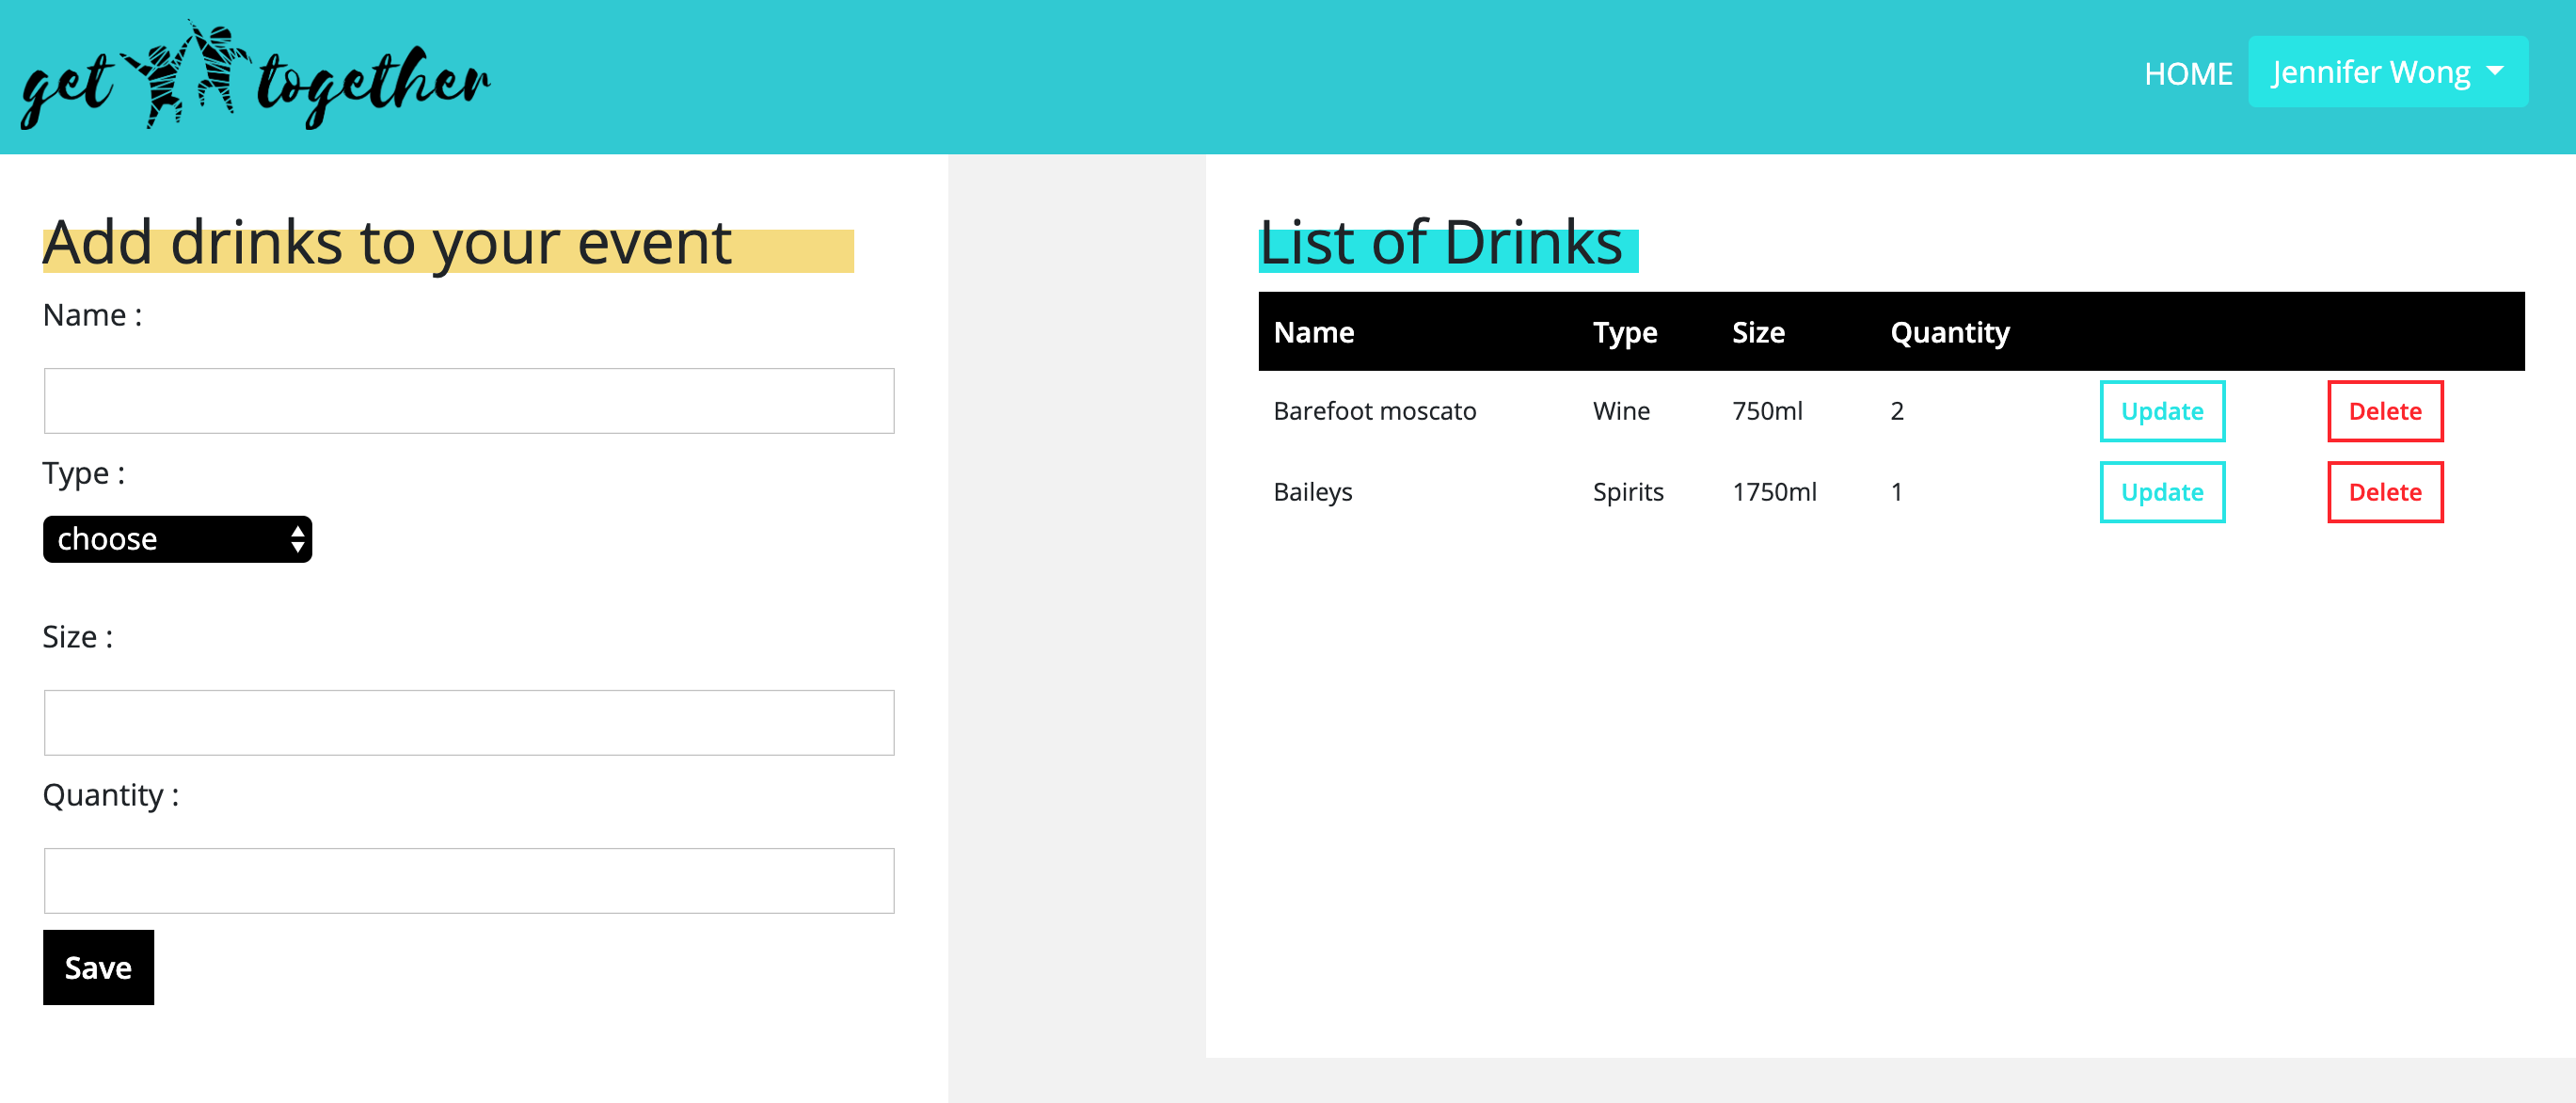 get together
HOME
Jennifer Wong
Add drinks to your event
Name :
Type :
choose
Size :
Quantity :
Save
List of Drinks
Name Type Size Quantity
Barefoot moscato Wine 750ml 2 Update Delete
Baileys Spirits 1750ml 1 Update Delete